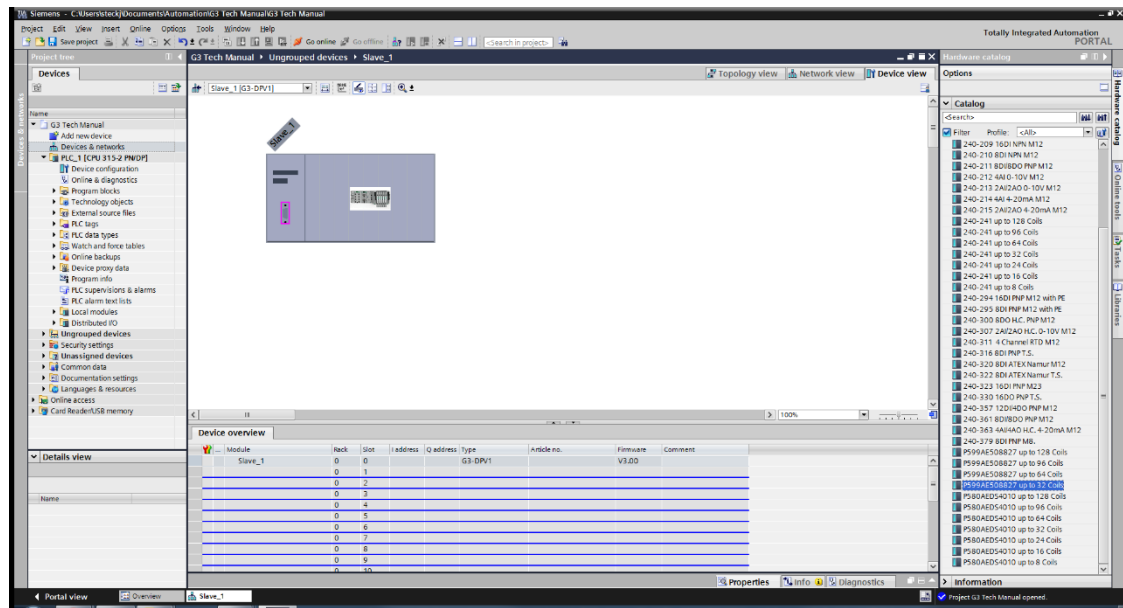 Siemens - C:\Users\steckj\Documents\Automation\G3 Tech Manual\G3 Tech Manual
Project Edit View Insert Online Options Tools Window Help
Totally Integrated Automation
PORTAL
Save project
Go online
Go offline
<Search in project>
Project tree
G3 Tech Manual
Ungrouped devices
Slave_1
Hardware catalog
Devices
Topology view
Network view
Device view
Options
Slave_1 [G3-DPV1]
Name
G3 Tech Manual
Add new device
Devices & networks
PLC_1 [CPU 315-2 PN/DP]
Device configuration
Online & diagnostics
Program blocks
Technology objects
External source files
PLC tags
PLC data types
Watch and force tables
Online backups
Device proxy data
Program info
PLC supervisions & alarms
PLC alarm text lists
Local modules
Distributed I/O
Ungrouped devices
Security settings
Unassigned devices
Common data
Documentation settings
Languages & resources
Online access
Card Reader/USB memory
Details view
Name
Devices & networks
Slave_1
100%
Device overview
... Module Rack Slot I address Q address Type Article no. Firmware Comment
Slave_1 0 0 G3-DPV1 V3.00
0 1
0 2
0 3
0 4
0 5
0 6
0 7
0 8
0 9
0 10
Properties
Info
Diagnostics
Catalog
<Search>
Filter
Profile:
<All>
240-209 16DI NPN M12
240-210 8DI NPN M12
240-211 8DI/8DO PNP M12
240-212 4AI 0-10V M12
240-213 2AI/2AO 0-10V M12
240-214 4AI 4-20mA M12
240-215 2AI/2AO 4-20mA M12
240-241 up to 128 Coils
240-241 up to 96 Coils
240-241 up to 64 Coils
240-241 up to 32 Coils
240-241 up to 24 Coils
240-241 up to 16 Coils
240-241 up to 8 Coils
240-294 16DI PNP M12 with PE
240-295 8DI PNP M12 with PE
240-300 8DO H.C. PNP M12
240-307 2AI/2AO H.C. 0-10V M12
240-311 4 Channel RTD M12
240-316 8DI PNP T.S.
240-320 8DI ATEX Namur M12
240-322 8DI ATEX Namur T.S.
240-323 16DI PNP M23
240-330 16DO PNP T.S.
240-357 12DI/4DO PNP M12
240-361 8DI/8DO PNP M12
240-363 4AI/4AO H.C. 4-20mA M12
240-379 8DI PNP M8.
P599AE508827 up to 128 Coils
P599AE508827 up to 96 Coils
P599AE508827 up to 64 Coils
P599AE508827 up to 32 Coils
P580AEDS4010 up to 128 Coils
P580AEDS4010 up to 96 Coils
P580AEDS4010 up to 64 Coils
P580AEDS4010 up to 32 Coils
P580AEDS4010 up to 24 Coils
P580AEDS4010 up to 16 Coils
P580AEDS4010 up to 8 Coils
Information
Hardware catalog
Online tools
Tasks
Libraries
Portal view
Overview
Slave_1
Project G3 Tech Manual opened.